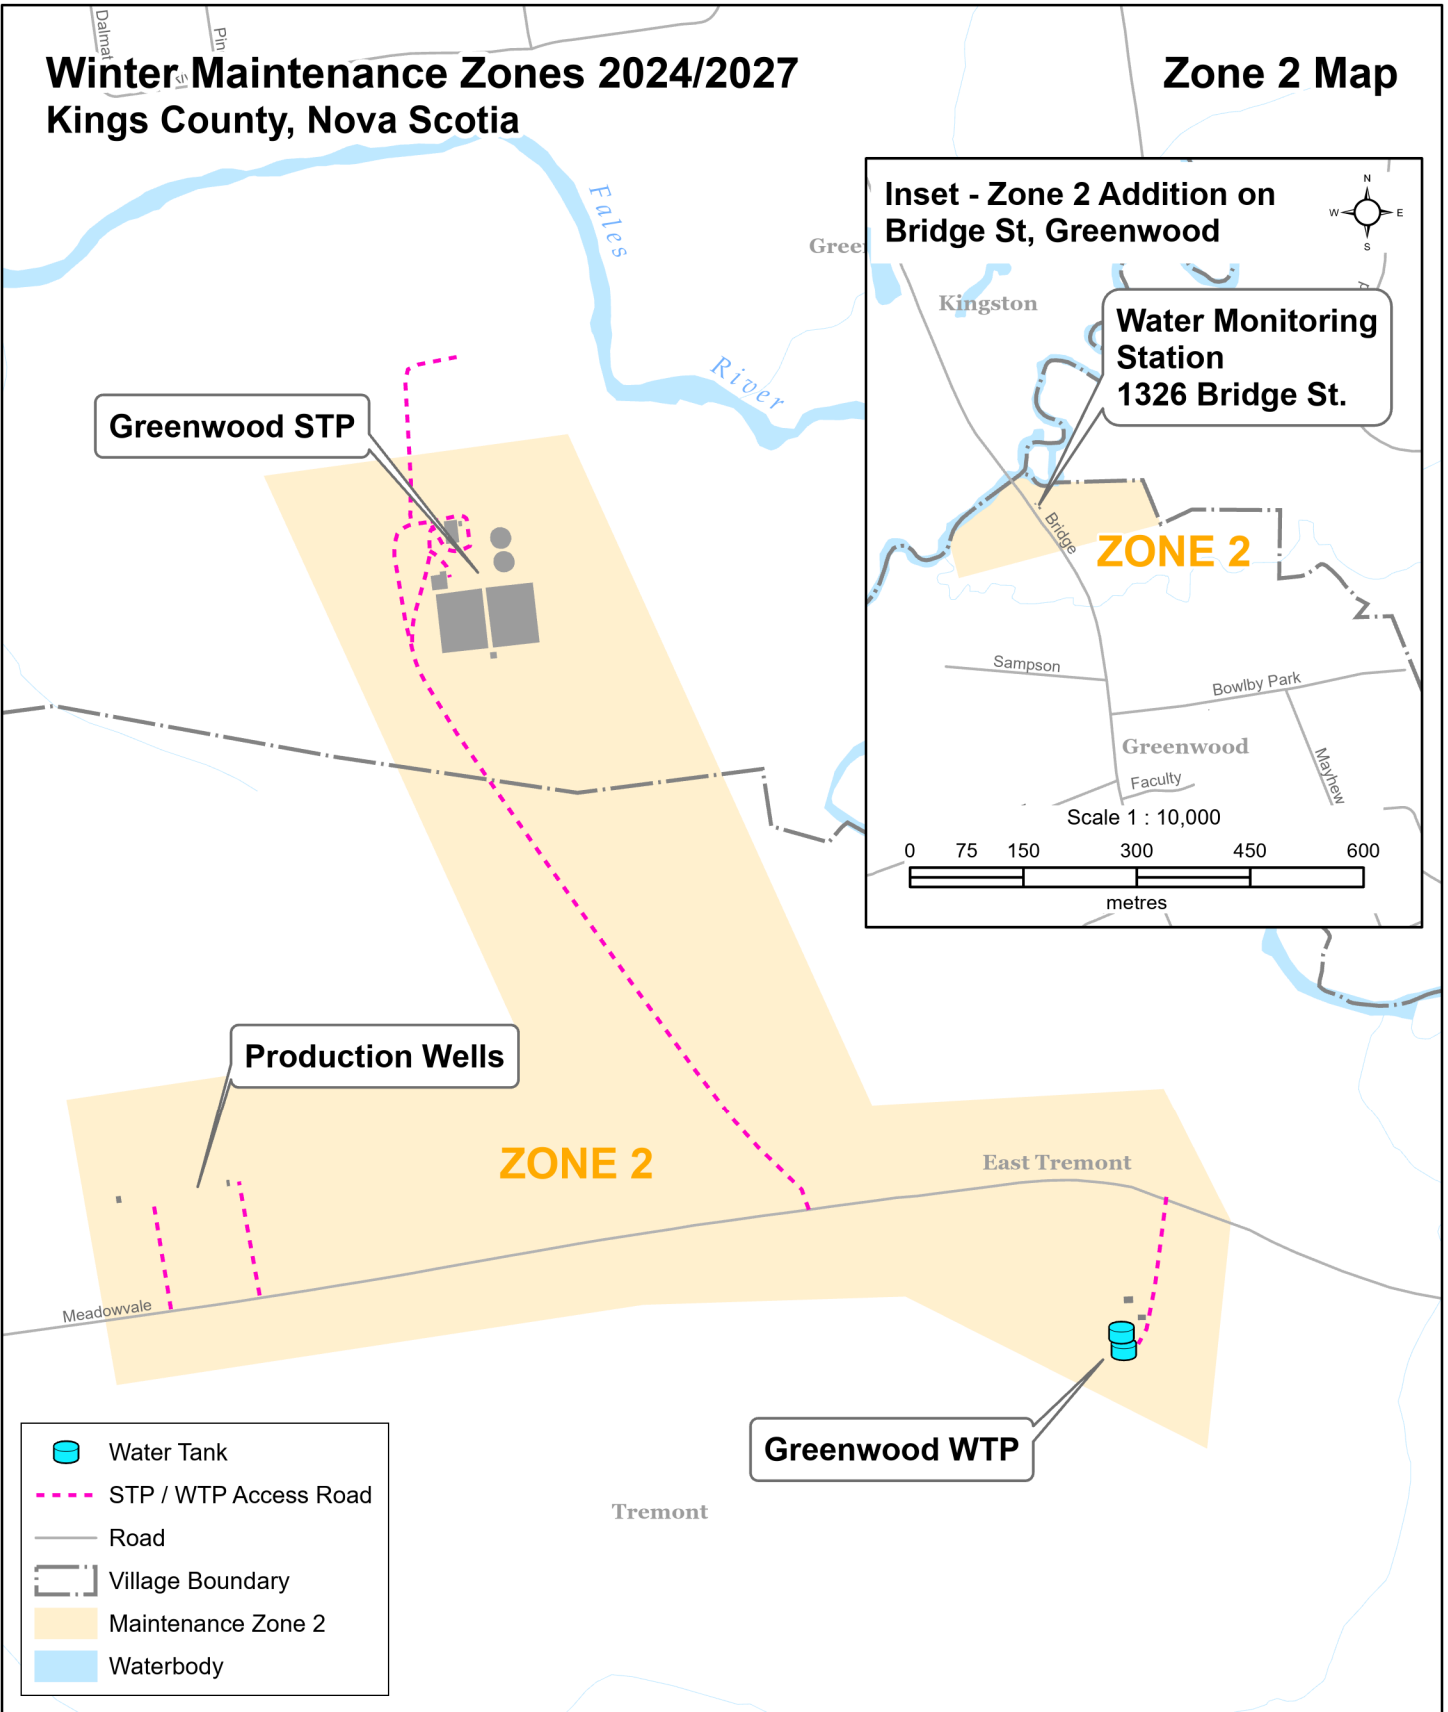 Dalmat
Pin
Winter Maintenance Zones 2024/2027
Kings County, Nova Scotia
Zone 2 Map
Fales
River
Inset - Zone 2 Addition on
Bridge St, Greenwood
N
W
E
S
Kingston
Water Monitoring
Station
1326 Bridge St.
Bridge
ZONE 2
Sampson
Bowlby Park
Greenwood
Mayhew
Faculty
Scale 1 : 10,000
0 75 150 300 450 600
metres
Greenwood STP
Production Wells
ZONE 2
East Tremont
Meadowvale
Greenwood WTP
Tremont
Water Tank
STP / WTP Access Road
Road
Village Boundary
Maintenance Zone 2
Waterbody